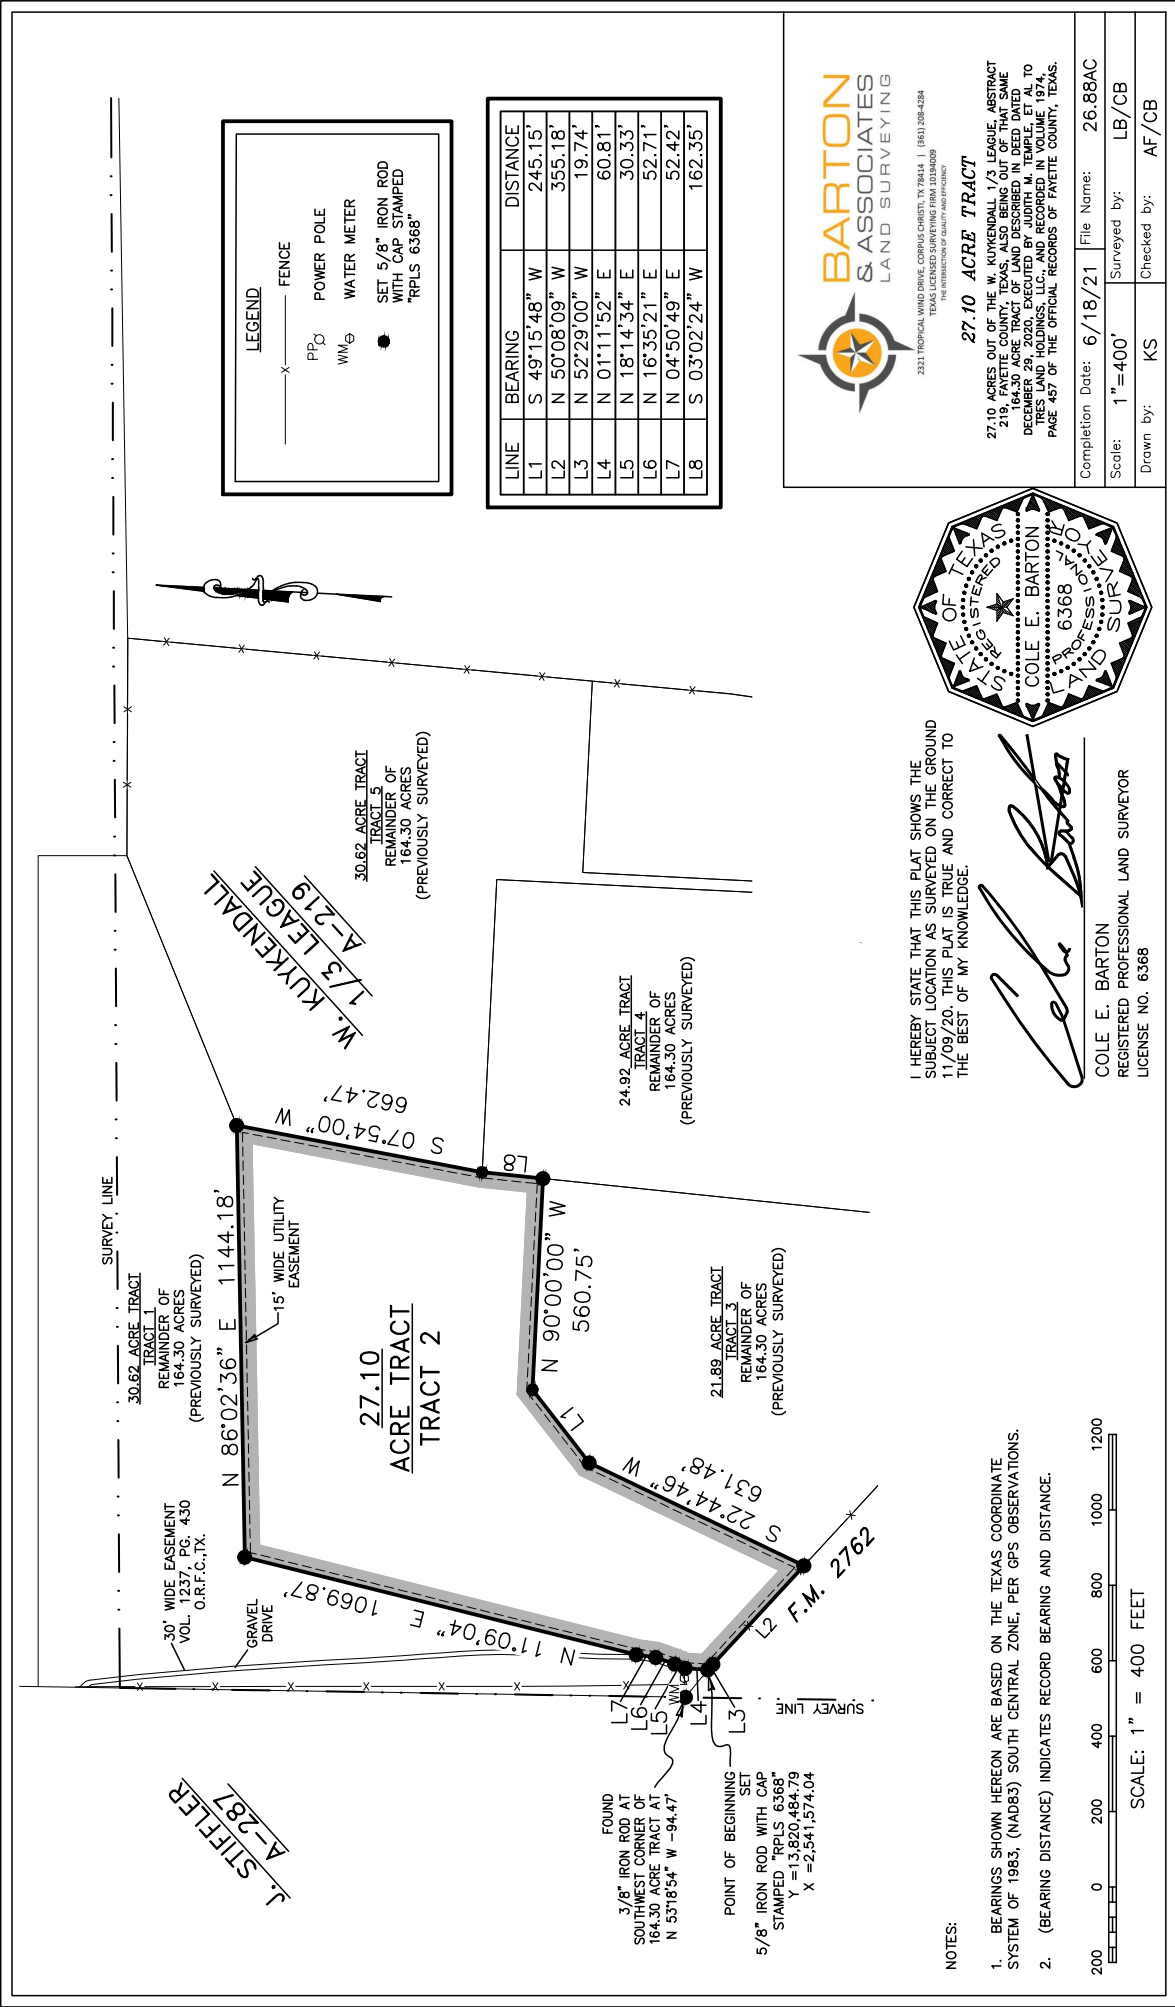 J. STIFFLER
A-287
30' WIDE EASEMENT
VOL. 1237, PG. 430
O.R.F.C.,TX.
GRAVEL
DRIVE
SURVEY LINE
30.62 ACRE TRACT
TRACT 1
REMAINDER OF
164.30 ACRES
(PREVIOUSLY SURVEYED)
N 86°02'36" E 1144.18'
15' WIDE UTILITY
EASEMENT
27.10
ACRE TRACT
TRACT 2
N 11°09'04" E 1069.87'
S 07°54'00" W
662.47'
L8
N 90°00'00" W
560.75'
L1
S 22°44'46" W
631.48'
L2
F.M. 2762
L7
L6
L5
WM
L4
L3
SURVEY LINE
W. KUYKENDALL
1/3 LEAGUE
A-219
30.62 ACRE TRACT
TRACT 5
REMAINDER OF
164.30 ACRES
(PREVIOUSLY SURVEYED)
24.92 ACRE TRACT
TRACT 4
REMAINDER OF
164.30 ACRES
(PREVIOUSLY SURVEYED)
21.89 ACRE TRACT
TRACT 3
REMAINDER OF
164.30 ACRES
(PREVIOUSLY SURVEYED)
FOUND
3/8" IRON ROD AT
SOUTHWEST CORNER OF
164.30 ACRE TRACT AT
N 53°18'54" W -94.47'
POINT OF BEGINNING
SET
5/8" IRON ROD WITH CAP
STAMPED "RPLS 6368"
Y =13,820,484.79
X =2,541,574.04
LEGEND
X FENCE
PP POWER POLE
WM WATER METER
SET 5/8" IRON ROD
WITH CAP STAMPED
"RPLS 6368"
LINE BEARING DISTANCE
L1 S 49°15'48" W 245.15'
L2 N 50°08'09" W 355.18'
L3 N 52°29'00" W 19.74'
L4 N 01°11'52" E 60.81'
L5 N 18°14'34" E 30.33'
L6 N 16°35'21" E 52.71'
L7 N 04°50'49" E 52.42'
L8 S 03°02'24" W 162.35'
NOTES:
1. BEARINGS SHOWN HEREON ARE BASED ON THE TEXAS COORDINATE
SYSTEM OF 1983, (NAD83) SOUTH CENTRAL ZONE, PER GPS OBSERVATIONS.
2. (BEARING DISTANCE) INDICATES RECORD BEARING AND DISTANCE.
200 0 200 400 600 800 1000 1200
SCALE: 1" = 400 FEET
I HEREBY STATE THAT THIS PLAT SHOWS THE
SUBJECT LOCATION AS SURVEYED ON THE GROUND
11/09/20. THIS PLAT IS TRUE AND CORRECT TO
THE BEST OF MY KNOWLEDGE.
Cole Barton
COLE E. BARTON
REGISTERED PROFESSIONAL LAND SURVEYOR
LICENSE NO. 6368
STATE OF TEXAS
REGISTERED
COLE E. BARTON
6368
PROFESSIONAL
LAND SURVEYOR
BARTON
& ASSOCIATES
LAND SURVEYING
2321 TROPICAL WIND DRIVE, CORPUS CHRISTI, TX 78414 | (361) 208-4284
TEXAS LICENSED SURVEYING FIRM 10194009
THE INTERSECTION OF QUALITY AND EFFICIENCY
27.10 ACRE TRACT
27.10 ACRES OUT OF THE W. KUYKENDALL 1/3 LEAGUE, ABSTRACT
219, FAYETTE COUNTY, TEXAS, ALSO BEING OUT OF THAT SAME
164.30 ACRE TRACT OF LAND DESCRIBED IN DEED DATED
DECEMBER 29, 2020, EXECUTED BY JUDITH M. TEMPLE, ET AL TO
TRES LAND HOLDINGS, LLC., AND RECORDED IN VOLUME 1974,
PAGE 457 OF THE OFFICIAL RECORDS OF FAYETTE COUNTY, TEXAS.
Completion Date: 6/18/21 File Name: 26.88AC
Scale: 1"=400' Surveyed by: LB/CB
Drawn by: KS Checked by: AF/CB